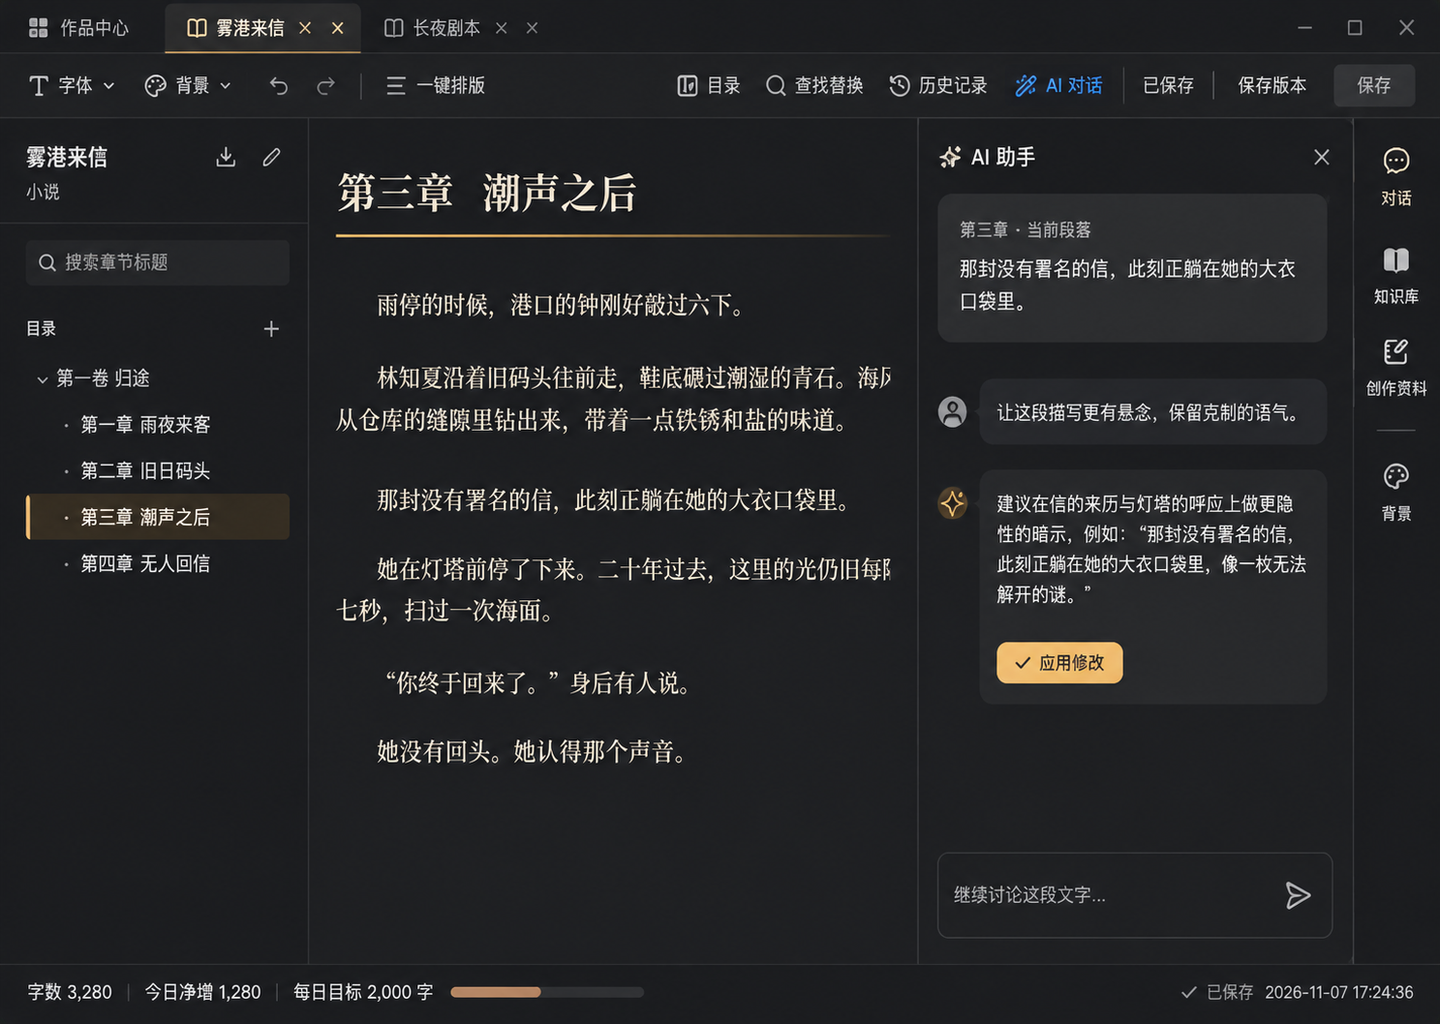 作品中心
雾港来信
长夜剧本
字体
背景
一键排版
目录
查找替换
历史记录
AI 对话
已保存
保存版本
保存
雾港来信
小说
搜索章节标题
目录
第一卷 归途
第一章 雨夜来客
第二章 旧日码头
第三章 潮声之后
第四章 无人回信
第三章 潮声之后
雨停的时候，港口的钟刚好敲过六下。
林知夏沿着旧码头往前走，鞋底碾过潮湿的青石。海
从仓库的缝隙里钻出来，带着一点铁锈和盐的味道。
那封没有署名的信，此刻正躺在她的大衣口袋里。
她在灯塔前停了下来。二十年过去，这里的光仍旧每
七秒，扫过一次海面。
“你终于回来了。”身后有人说。
她没有回头。她认得那个声音。
AI 助手
第三章 · 当前段落
那封没有署名的信，此刻正躺在她的大衣
口袋里。
让这段描写更有悬念，保留克制的语气。
建议在信的来历与灯塔的呼应上做更隐
性的暗示，例如：“那封没有署名的信，
此刻正躺在她的大衣口袋里，像一枚无法
解开的谜。”
应用修改
继续讨论这段文字...
对话
知识库
创作资料
背景
字数 3,280
今日净增 1,280
每日目标 2,000 字
已保存
2026-11-07 17:24:36